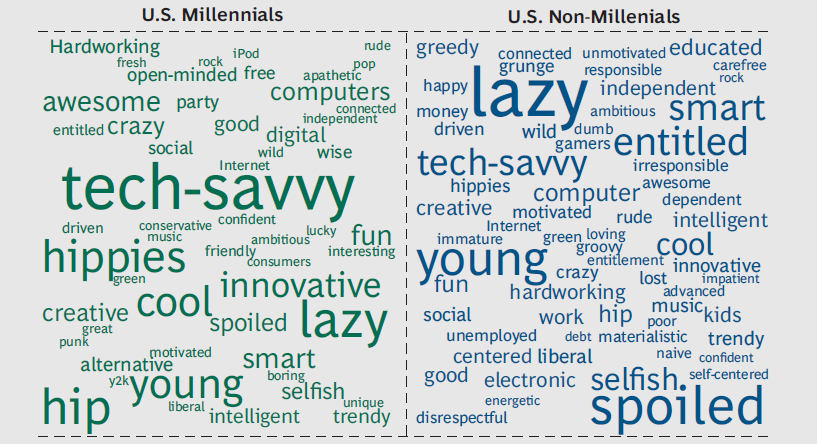 U.S. Millennials
Hardworking rude
fresh rock iPod
open-minded free pop
apathetic
awesome party computers
connected
entitled crazy good independent
digital
social wild wise
Internet
tech-savvy
driven conservative confident
music ambitious lucky fun
hippies friendly interesting
consumers
green
innovative
creative cool
great spoiled lazy
punk
motivated
alternative smart
y2k young boring
selfish
hip liberal unique
intelligent trendy
U.S. Non-Millenials
greedy connected unmotivated educated
grunge responsible carefree
rock
happy lazy independent
money ambitious smart
driven wild dumb
gamers entitled
tech-savvy irresponsible
hippies awesome
computer dependent
creative motivated rude intelligent
Internet
immature green loving
groovy cool
young entitlement innovative
crazy lost impatient
fun hardworking advanced
social work hip music kids
poor
unemployed debt materialistic trendy
centered liberal naive confident
good electronic selfish self-centered
energetic
disrespectful spoiled